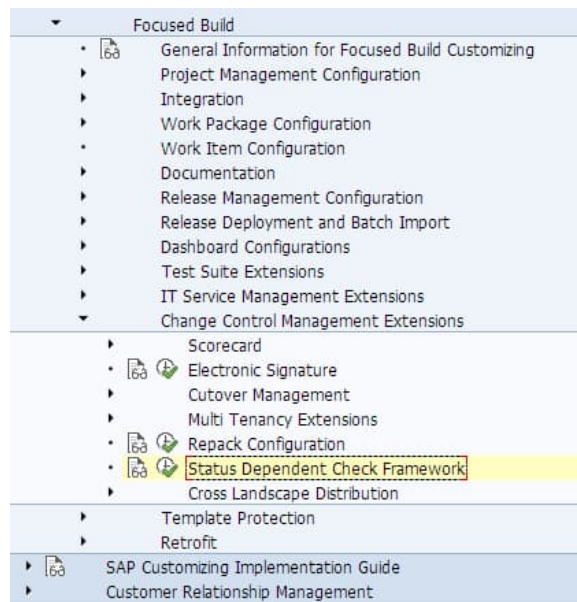 Focused Build
General Information for Focused Build Customizing
Project Management Configuration
Integration
Work Package Configuration
Work Item Configuration
Documentation
Release Management Configuration
Release Deployment and Batch Import
Dashboard Configurations
Test Suite Extensions
IT Service Management Extensions
Change Control Management Extensions
Scorecard
Electronic Signature
Cutover Management
Multi Tenancy Extensions
Repack Configuration
Status Dependent Check Framework
Cross Landscape Distribution
Template Protection
Retrofit
SAP Customizing Implementation Guide
Customer Relationship Management